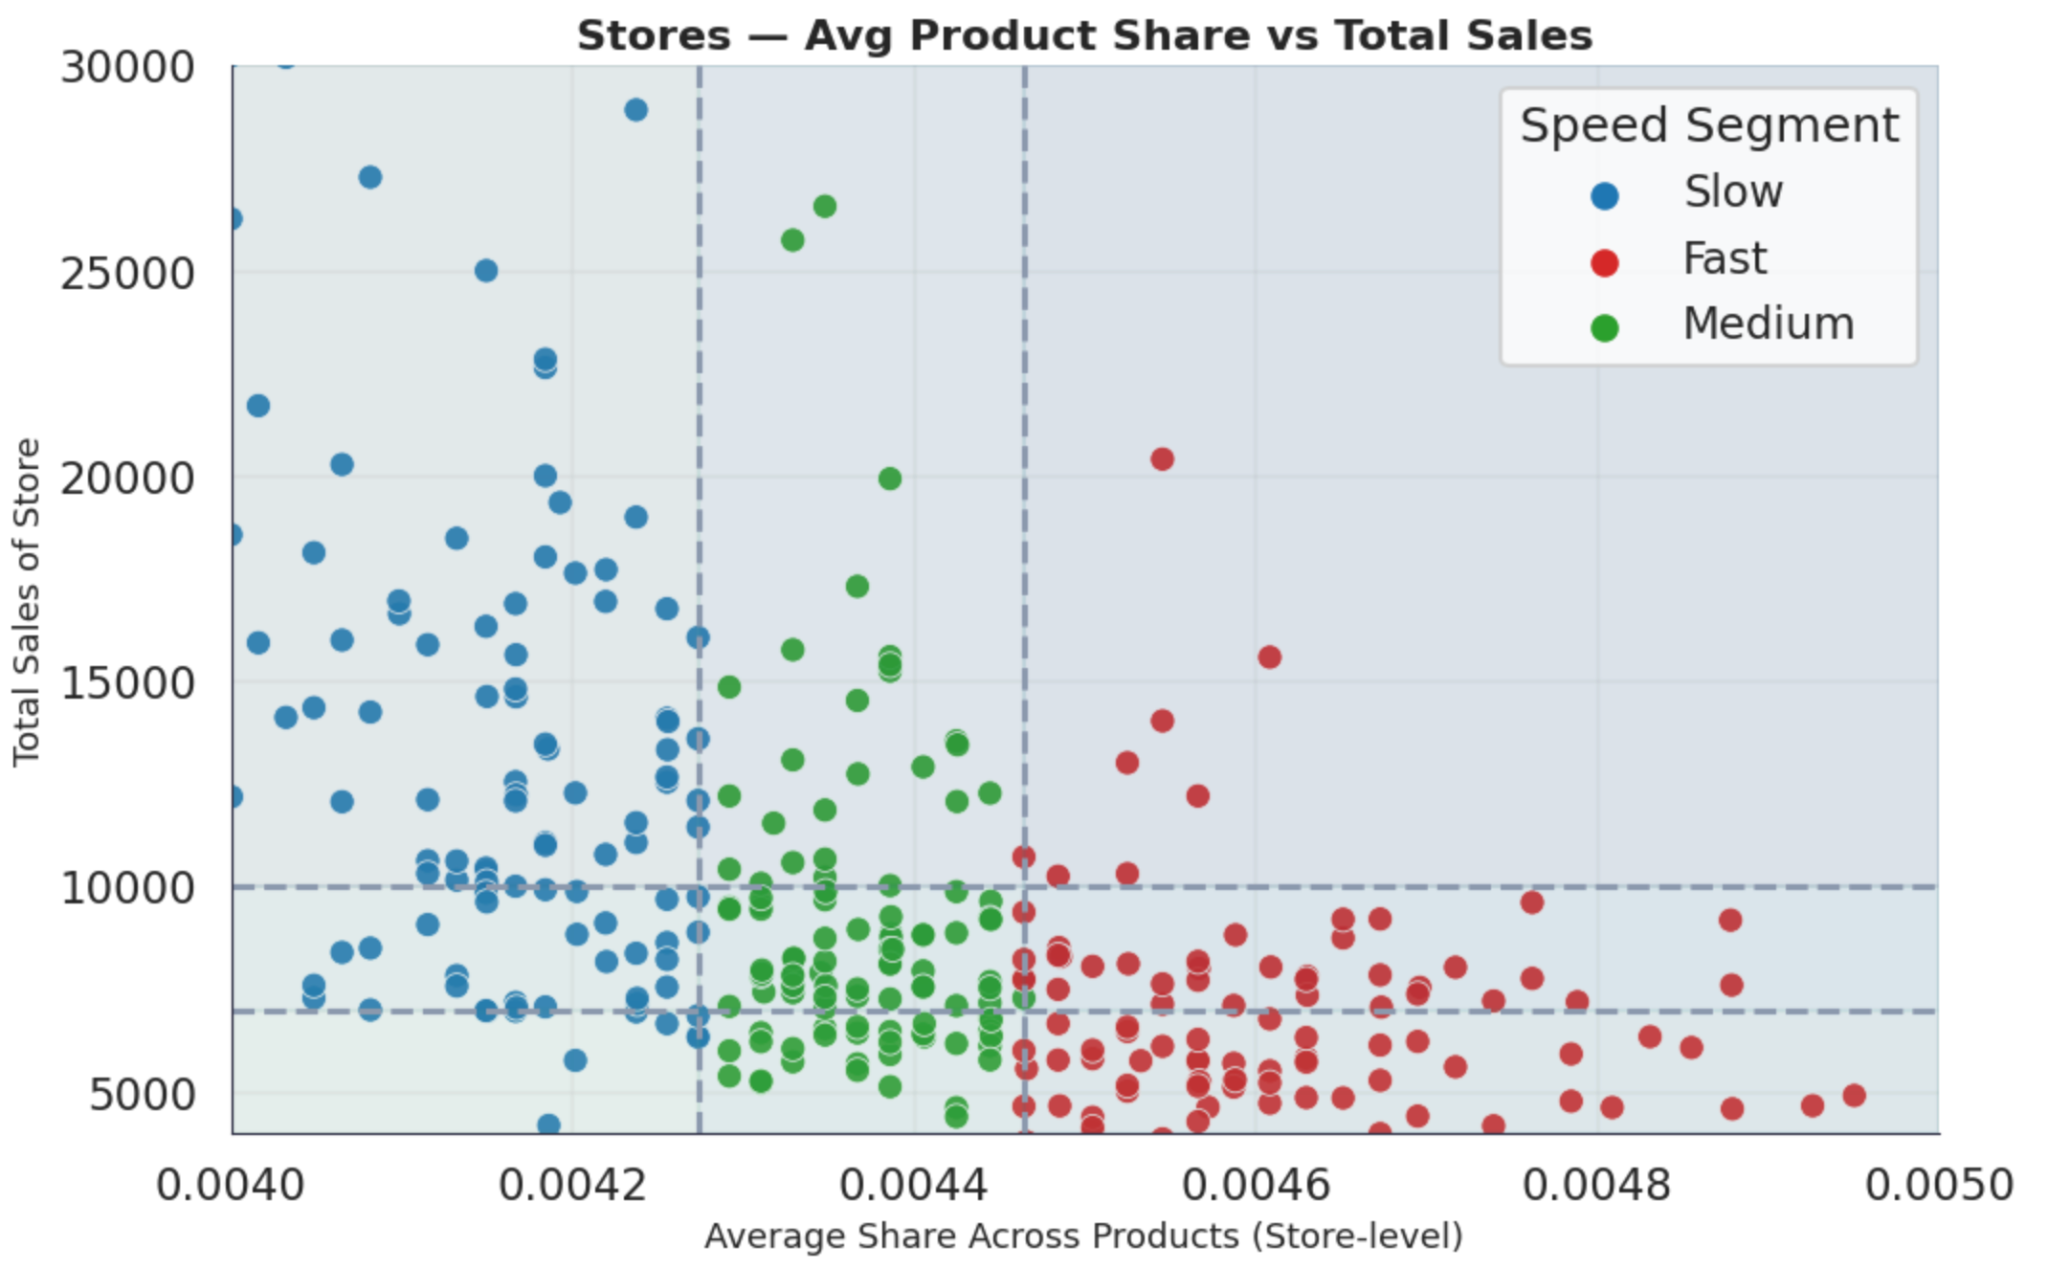 Stores — Avg Product Share vs Total Sales
30000
25000
20000
15000
10000
5000
Total Sales of Store
Speed Segment
Slow
Fast
Medium
0.0040 0.0042 0.0044 0.0046 0.0048 0.0050
Average Share Across Products (Store-level)